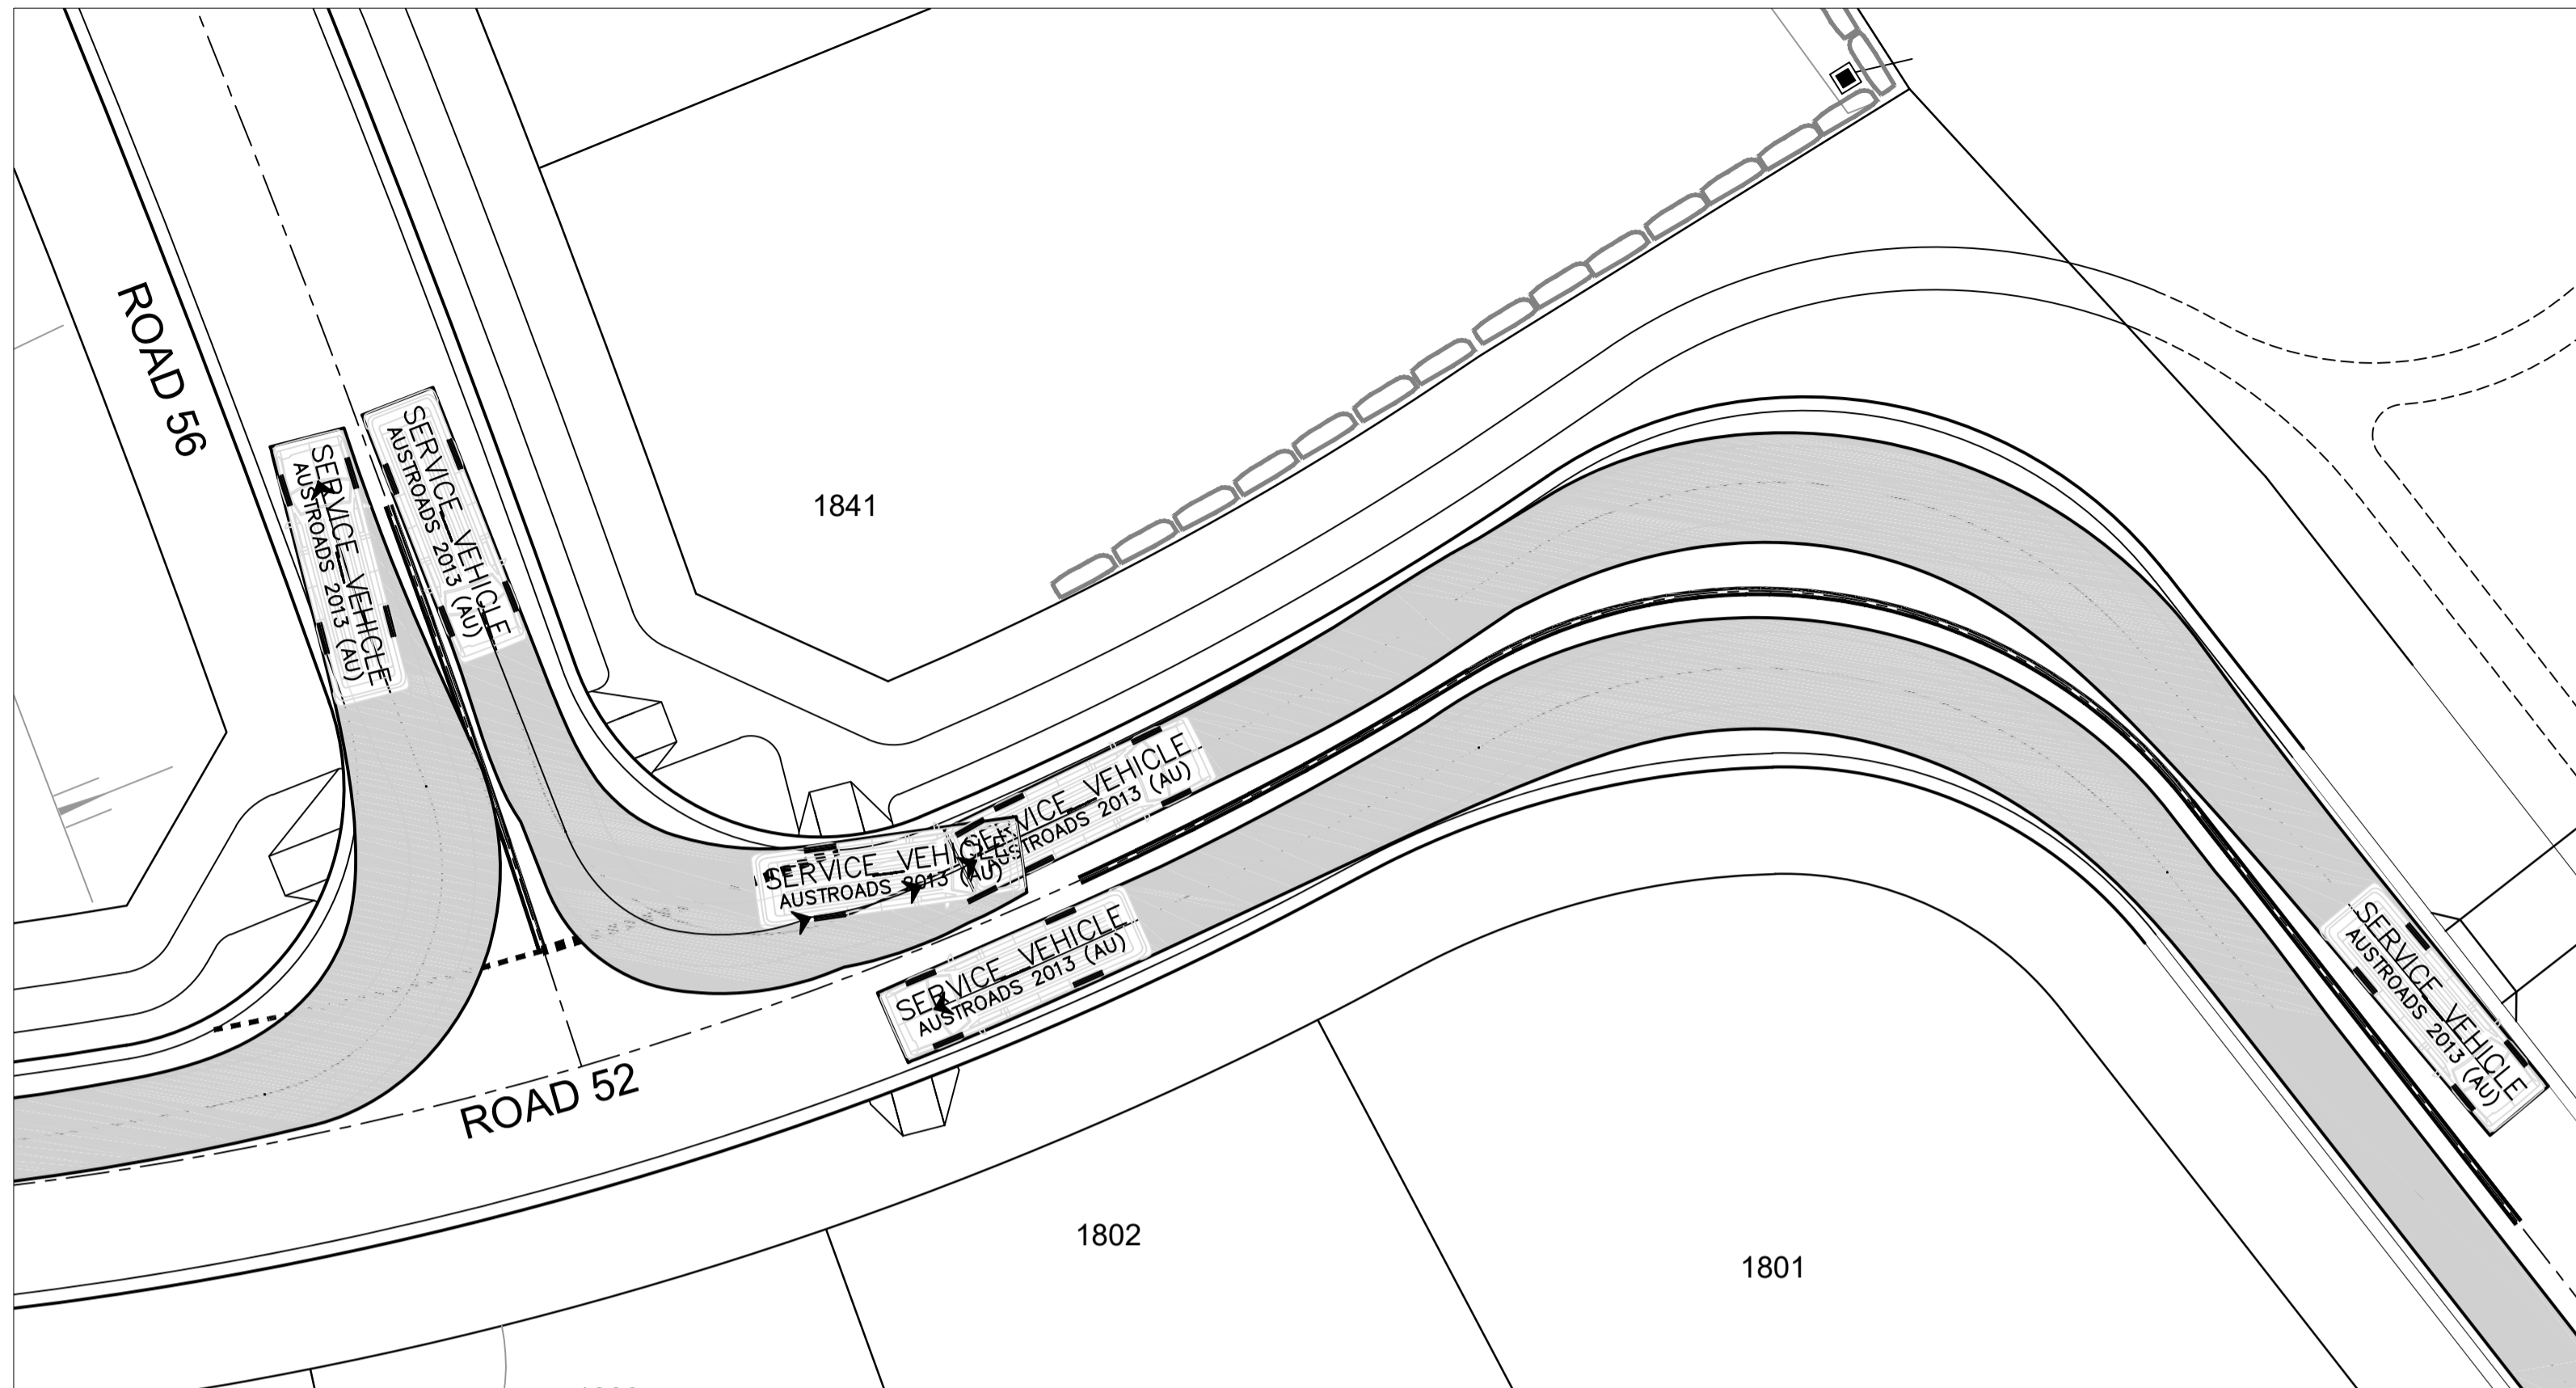 ROAD 56
SERVICE VEHICLE
AUSTROADS 2013 (AU)
SERVICE VEHICLE
AUSTROADS 2013 (AU)
1841
SERVICE VEHICLE
AUSTROADS 2013 (AU)
SERVICE VEHICLE
AUSTROADS 2013 (AU)
SERVICE VEHICLE
AUSTROADS 2013 (AU)
SERVICE VEHICLE
AUSTROADS 2013 (AU)
ROAD 52
1802
1801